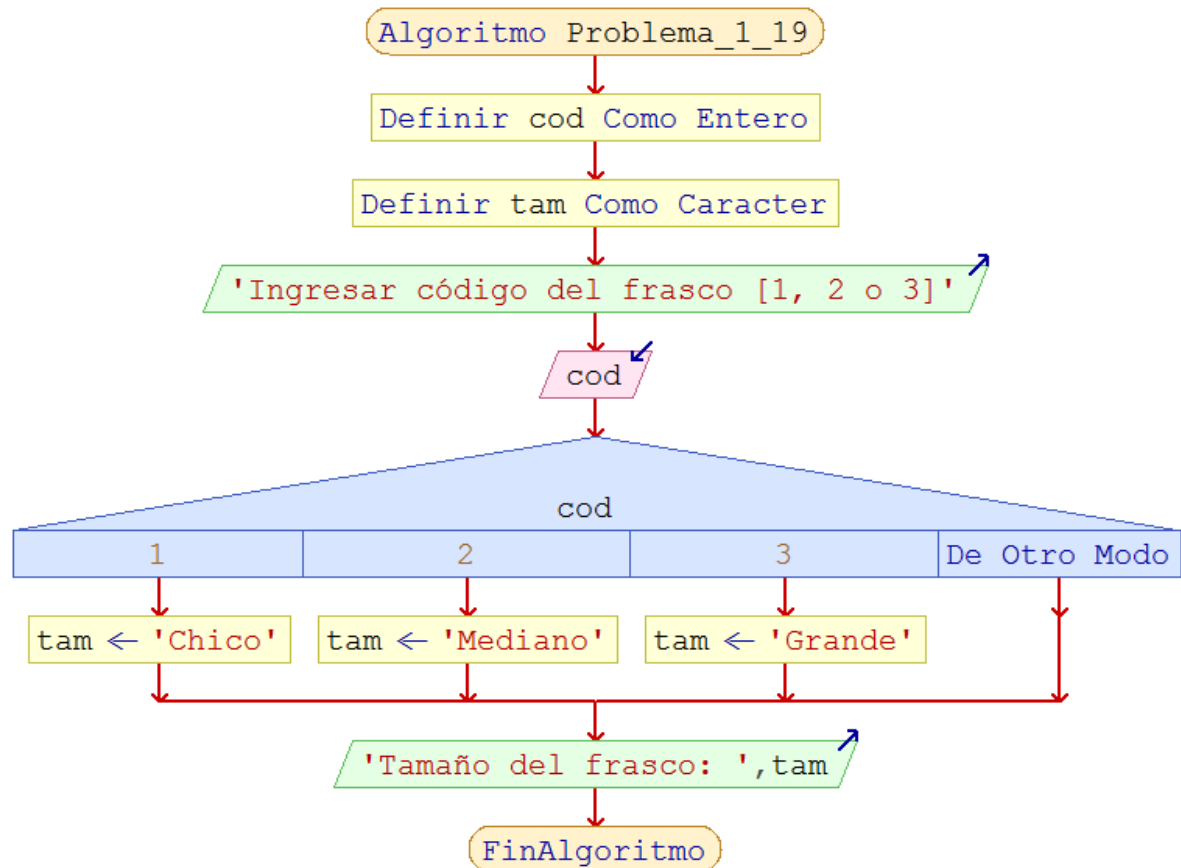 Algoritmo Problema_1_19
Definir cod Como Entero
Definir tam Como Caracter
'Ingresar código del frasco [1, 2 o 3]'
cod
cod
1 2 3 De Otro Modo
tam ← 'Chico' tam ← 'Mediano' tam ← 'Grande'
'Tamaño del frasco: ',tam
FinAlgoritmo